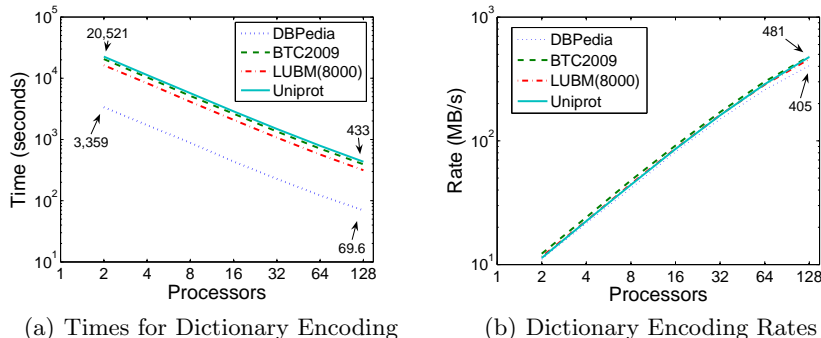 10^5
10^4
10^3
10^2
10^1
Time (seconds)
20,521
3,359
433
69.6
DBPedia
BTC2009
LUBM(8000)
Uniprot
1 2 4 8 16 32 64 128
Processors
(a) Times for Dictionary Encoding
10^3
10^2
10^1
Rate (MB/s)
DBPedia
BTC2009
LUBM(8000)
Uniprot
481
405
1 2 4 8 16 32 64 128
Processors
(b) Dictionary Encoding Rates